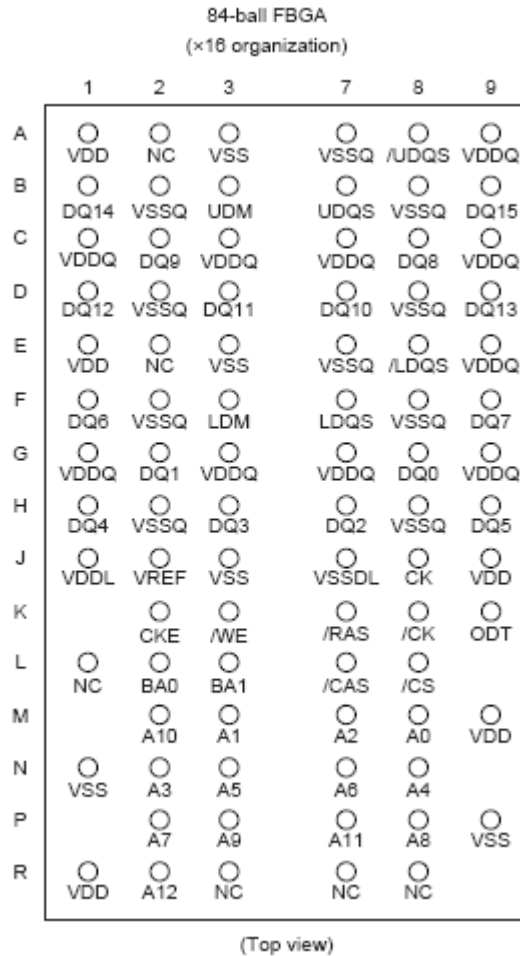 84-ball FBGA
(×16 organization)
1 2 3 7 8 9
A
VDD NC VSS VSSQ /UDQS VDDQ
B
DQ14 VSSQ UDM UDQS VSSQ DQ15
C
VDDQ DQ9 VDDQ VDDQ DQ8 VDDQ
D
DQ12 VSSQ DQ11 DQ10 VSSQ DQ13
E
VDD NC VSS VSSQ /LDQS VDDQ
F
DQ6 VSSQ LDM LDQS VSSQ DQ7
G
VDDQ DQ1 VDDQ VDDQ DQ0 VDDQ
H
DQ4 VSSQ DQ3 DQ2 VSSQ DQ5
J
VDDL VREF VSS VSSDL CK VDD
K
CKE /WE /RAS /CK ODT
L
NC BA0 BA1 /CAS /CS
M
A10 A1 A2 A0 VDD
N
VSS A3 A5 A6 A4
P
A7 A9 A11 A8 VSS
R
VDD A12 NC NC NC
(Top view)